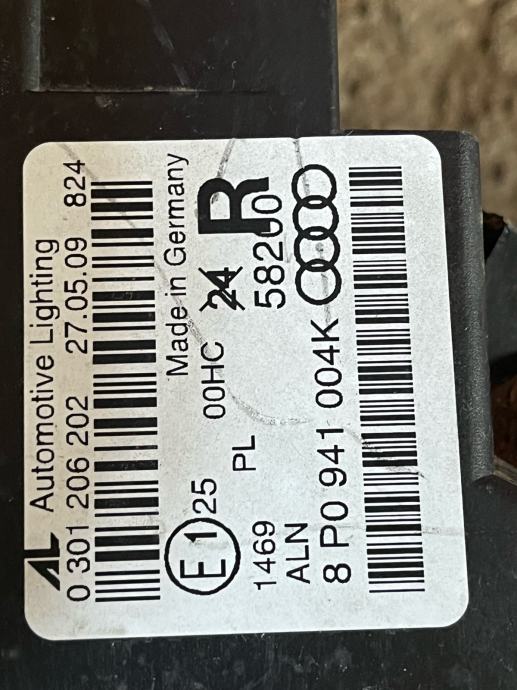 AL Automotive Lighting
0 301 206 202 27.05.09 824
Made in Germany
E1 25 00HC 24 R
1469 PL 58200
ALN
8 P0 941 004K